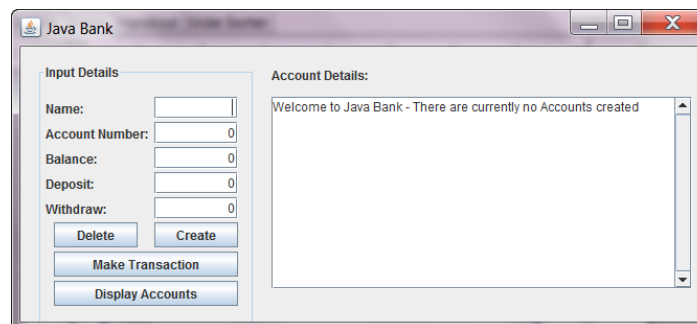 Java Bank
Input Details
Name:
Account Number: 0
Balance: 0
Deposit: 0
Withdraw: 0
Delete Create
Make Transaction
Display Accounts
Account Details:
Welcome to Java Bank - There are currently no Accounts created